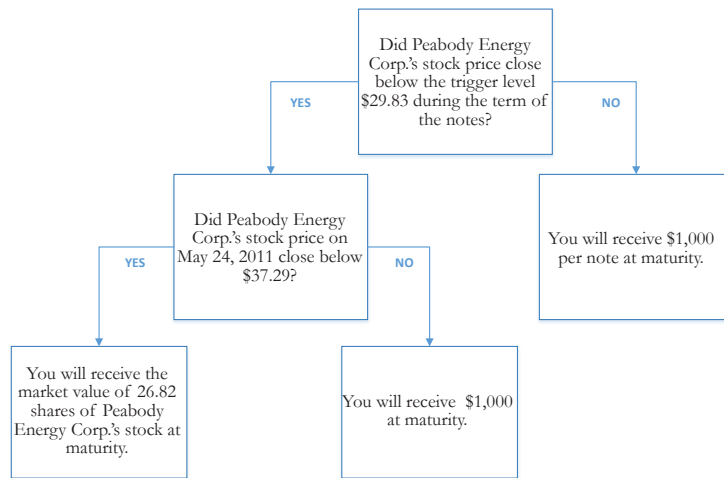 Did Peabody Energy
Corp.'s stock price close
below the trigger level
$29.83 during the term of
the notes?
YES
NO
Did Peabody Energy
Corp.'s stock price on
May 24, 2011 close below
$37.29?
You will receive $1,000
per note at maturity.
YES
NO
You will receive the
market value of 26.82
shares of Peabody
Energy Corp.'s stock at
maturity.
You will receive $1,000
at maturity.